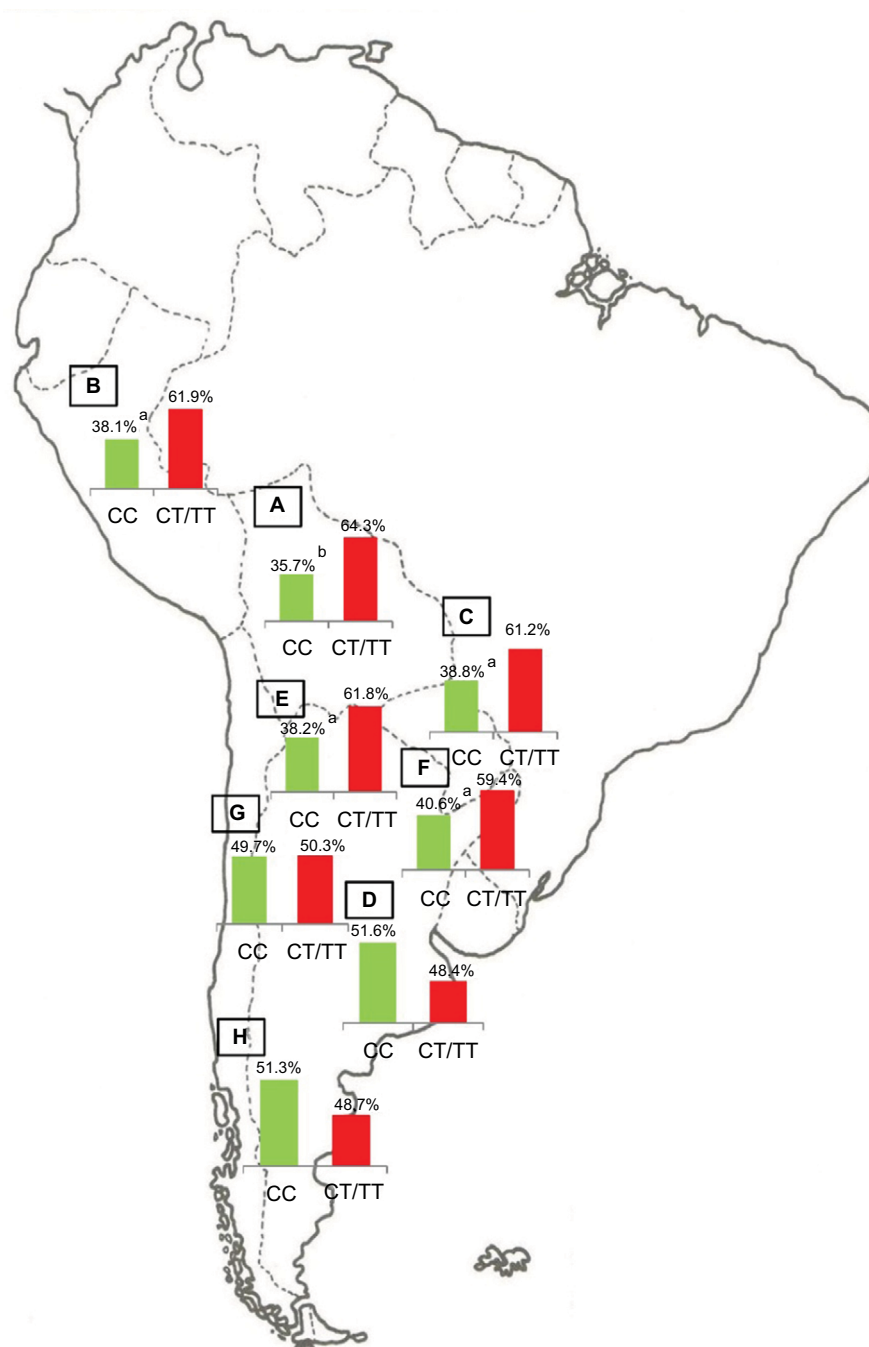 B
38.1%
a
61.9%
CC
CT/TT
A
35.7%
b
64.3%
CC
CT/TT
C
38.8%
a
61.2%
CC
CT/TT
E
38.2%
a
61.8%
CC
CT/TT
F
40.6%
a
59.4%
CC
CT/TT
G
49.7%
50.3%
CC
CT/TT
D
51.6%
48.4%
CC
CT/TT
H
51.3%
48.7%
CC
CT/TT